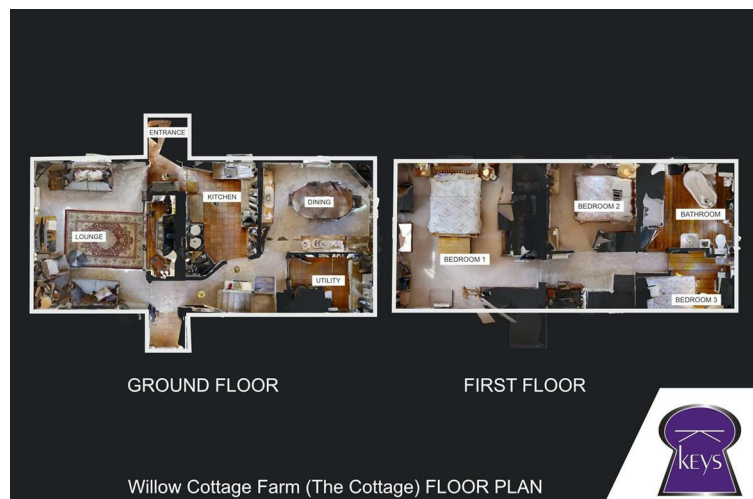 ENTRANCE
KITCHEN
DINING
LOUNGE
UTILITY
BEDROOM 2
BATHROOM
BEDROOM 1
BEDROOM 3
GROUND FLOOR
FIRST FLOOR
KEYS
Willow Cottage Farm (The Cottage) FLOOR PLAN